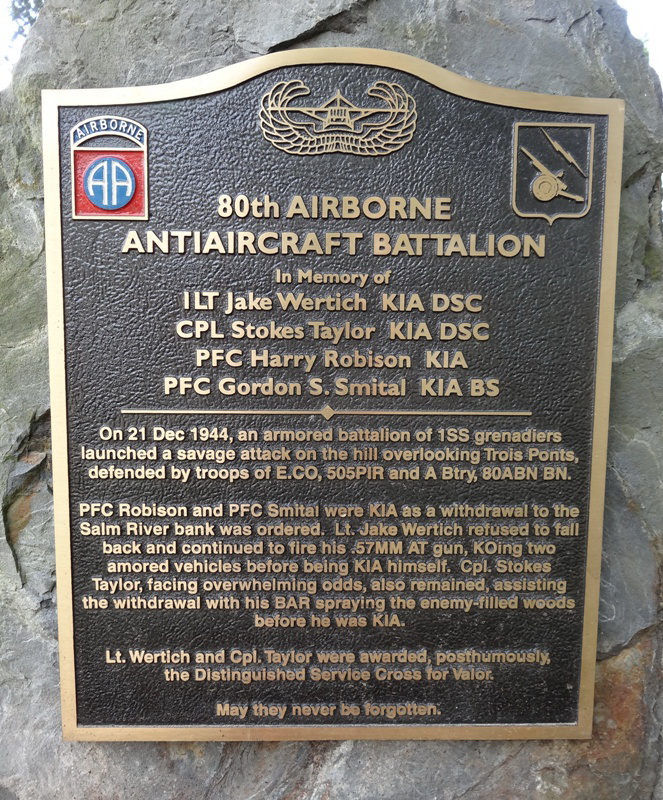 AIRBORNE
AA
80th AIRBORNE
ANTIAIRCRAFT BATTALION
In Memory of
1LT Jake Wertich KIA DSC
CPL Stokes Taylor KIA DSC
PFC Harry Robison KIA
PFC Gordon S. Smital KIA BS
On 21 Dec 1944, an armored battalion of 1SS grenadiers
launched a savage attack on the hill overlooking Trois Ponts,
defended by troops of E.CO, 505PIR and A Btry, 80ABN BN.
PFC Robison and PFC Smital were KIA as a withdrawal to the
Salm River bank was ordered. Lt. Jake Wertich refused to fall
back and continued to fire his .57MM AT gun, KOing two
amored vehicles before being KIA himself. Cpl. Stokes
Taylor, facing overwhelming odds, also remained, assisting
the withdrawal with his BAR spraying the enemy-filled woods
before he was KIA.
Lt. Wertich and Cpl. Taylor were awarded, posthumously,
the Distinguished Service Cross for Valor.
May they never be forgotten.